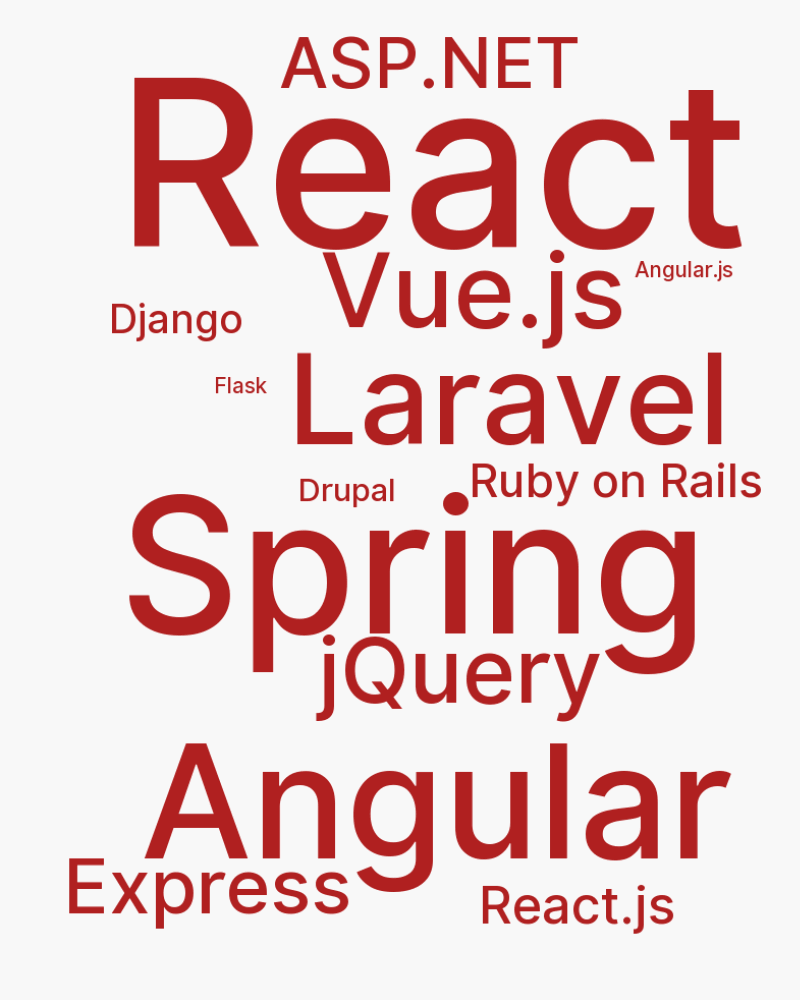 ASP.NET
React
Vue.js
Angular.js
Django
Laravel
Flask
Ruby on Rails
Drupal
Spring
jQuery
Angular
Express
React.js